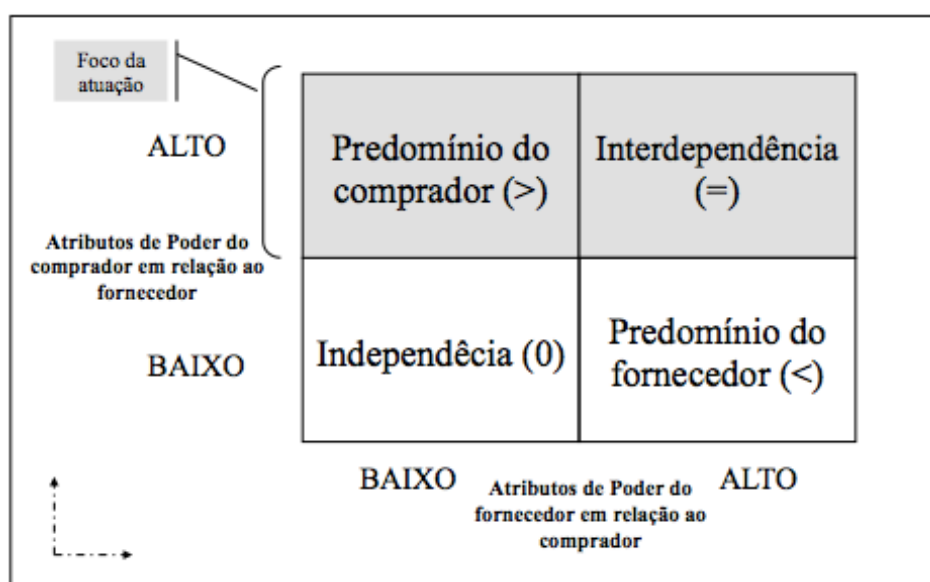 Foco da
atuação
ALTO
Predomínio do
comprador (>)
Interdependência
(=)
Atributos de Poder do
comprador em relação ao
fornecedor
BAIXO
Independêcia (0)
Predomínio do
fornecedor (<)
BAIXO
Atributos de Poder do
fornecedor em relação ao
comprador
ALTO